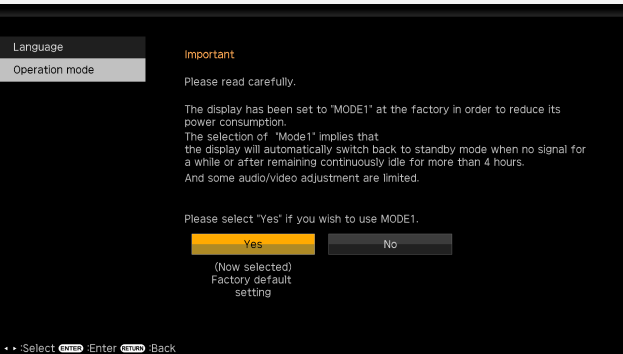 Language
Operation mode
Important
Please read carefully.
The display has been set to "MODE1" at the factory in order to reduce its
power consumption.
The selection of "Mode1" implies that
the display will automatically switch back to standby mode when no signal for
a while or after remaining continuously idle for more than 4 hours.
And some audio/video adjustment are limited.
Please select "Yes" if you wish to use MODE1.
Yes
No
(Now selected)
Factory default
setting
◂ ▸ :Select ENTER :Enter RETURN :Back